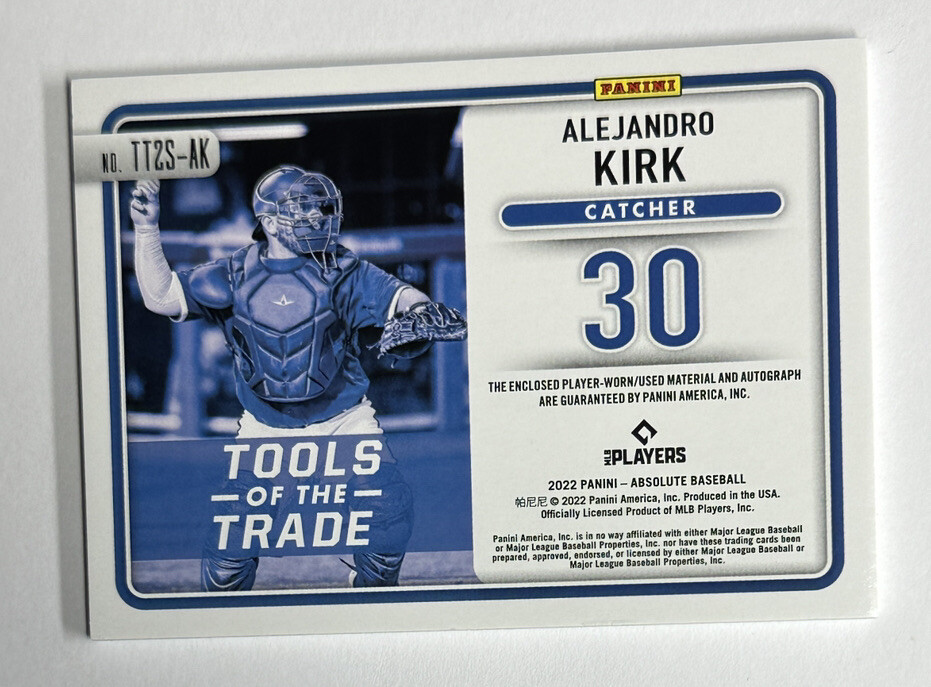 PANINI
NO. TT2S-AK
ALEJANDRO
KIRK
CATCHER
30
THE ENCLOSED PLAYER-WORN/USED MATERIAL AND AUTOGRAPH
ARE GUARANTEED BY PANINI AMERICA, INC.
MLB PLAYERS
2022 PANINI – ABSOLUTE BASEBALL
帕尼尼 © 2022 Panini America, Inc. Produced in the USA.
Officially Licensed Product of MLB Players, Inc.
Panini America, Inc. is in no way affiliated with either Major League Baseball
or Major League Baseball Properties, Inc. nor have these trading cards been
prepared, approved, endorsed, or licensed by either Major League Baseball or
Major League Baseball Properties, Inc.
TOOLS
OF THE
TRADE